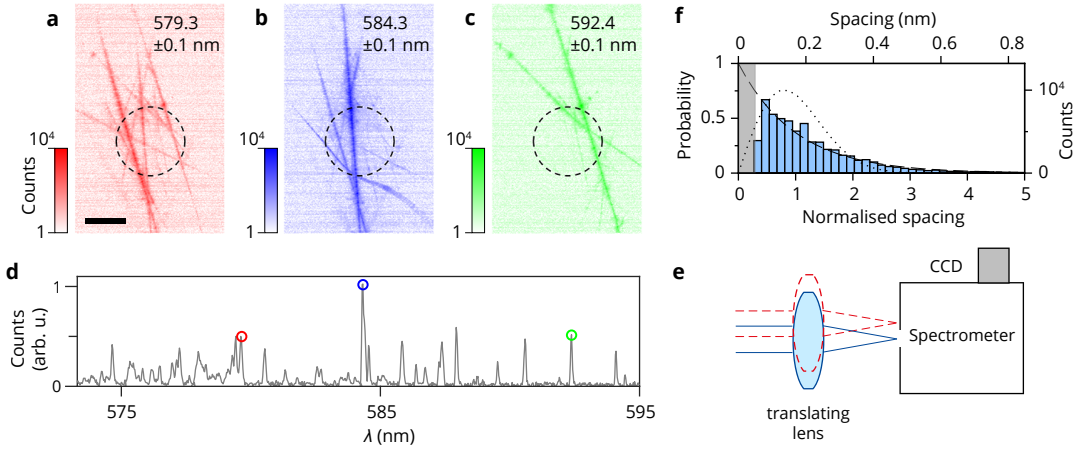 a
579.3
±0.1 nm
10⁴
Counts
1
b
584.3
±0.1 nm
10⁴
1
c
592.4
±0.1 nm
10⁴
1
d
1
Counts
(arb. u.)
0
575
585
595
λ (nm)
f
Spacing (nm)
0
0.2
0.4
0.6
0.8
1
0.5
0
Probability
10⁴
0
Counts
0
1
2
3
4
5
Normalised spacing
e
CCD
Spectrometer
translating
lens